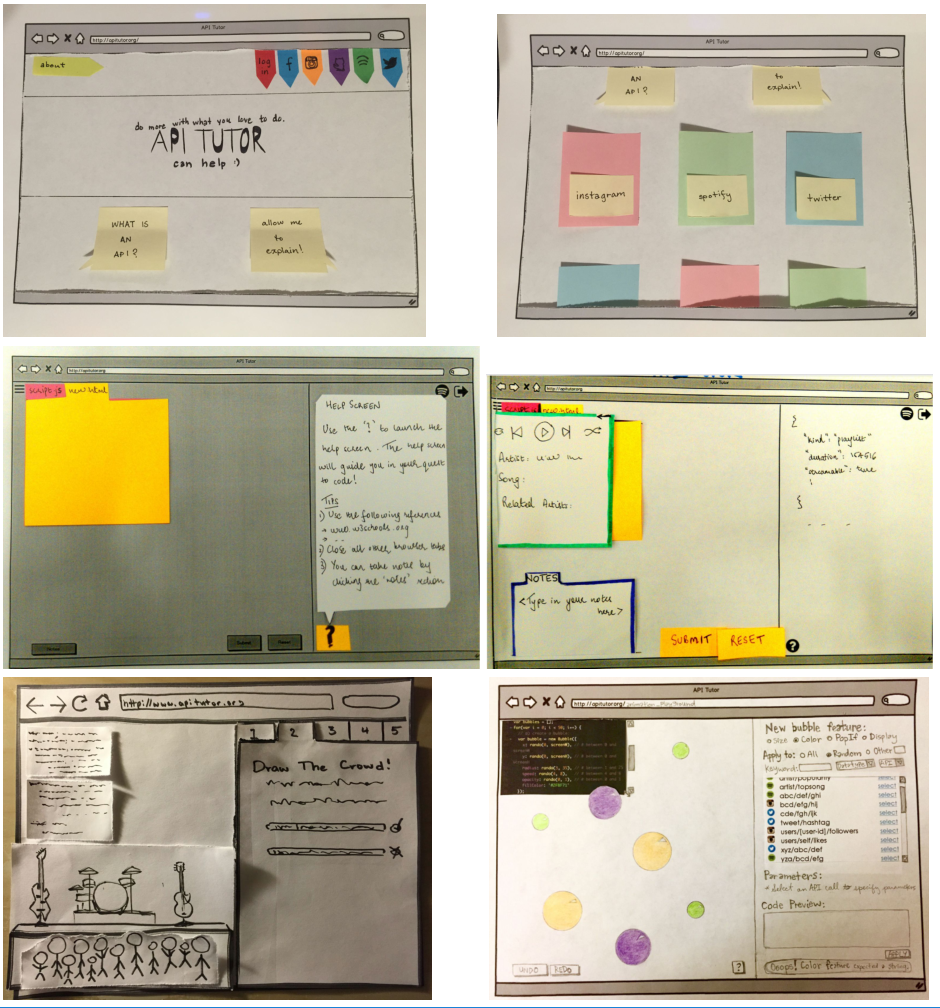 API Tutor
http://apitutor.org/
about
log in
do more with what you love to do.
API TUTOR
can help :)
WHAT IS
AN
API?
allow me
to
explain!
API Tutor
http://apitutor.org/
AN
API?
to
explain!
instagram
spotify
twitter
API Tutor
http://apitutor.org
script.js
new.html
HELP SCREEN
Use the '?' to launch the
help screen. The help screen
will guide you in your quest
to code!
TIPS
1) Use the following references
→ www.w3schools.org
2) Close all other browser tabs
3) You can take notes by
clicking the 'notes' section
?
API Tutor
http://apitutor.org
script.js
new.html
Artist:
Song:
Related Artists:
{
"kind": "playlist"
"duration":
"streamable": true
}
NOTES
<Type in your notes
here>
SUBMIT
RESET
?
http://www.apitutor.org
1 2 3 4 5
Draw The Crowd!
API Tutor
http://apitutor.org/
var bubbles = [];
New bubble feature:
Size Color PopIf Display
Apply to: All Random Other
Keyword:
artist/popularity
artist/topsong select
abc/def/ghi select
bcd/efg/hij select
cde/fgh/ijk select
tweet/hashtag select
users/[user-id]/followers select
users/self/likes select
xyz/abc/def select
yza/bcd/efg select
Parameters:
select an API call to specify parameters
Code Preview:
APPLY
Ooops! Color feature expected a string.
UNDO
REDO
?